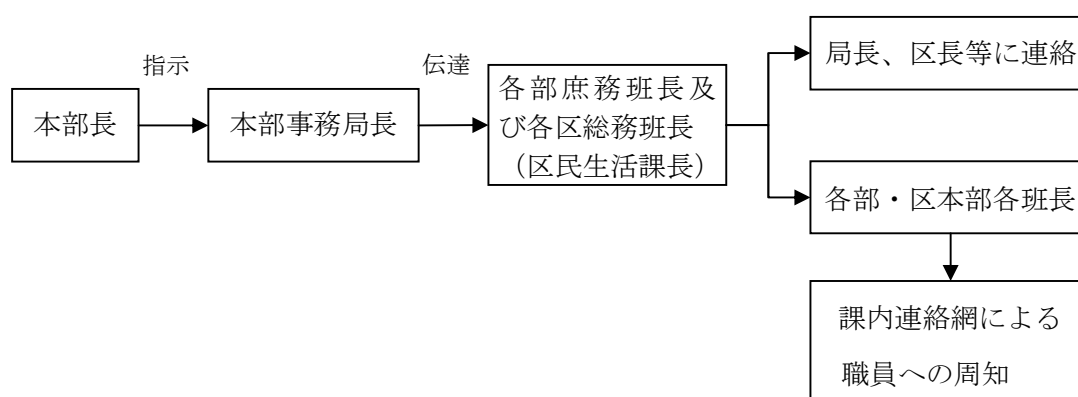 指示
伝達
本部長
本部事務局長
各部庶務班長及
び各区総務班長
（区民生活課長）
局長、区長等に連絡
各部・区本部各班長
課内連絡網による
職員への周知